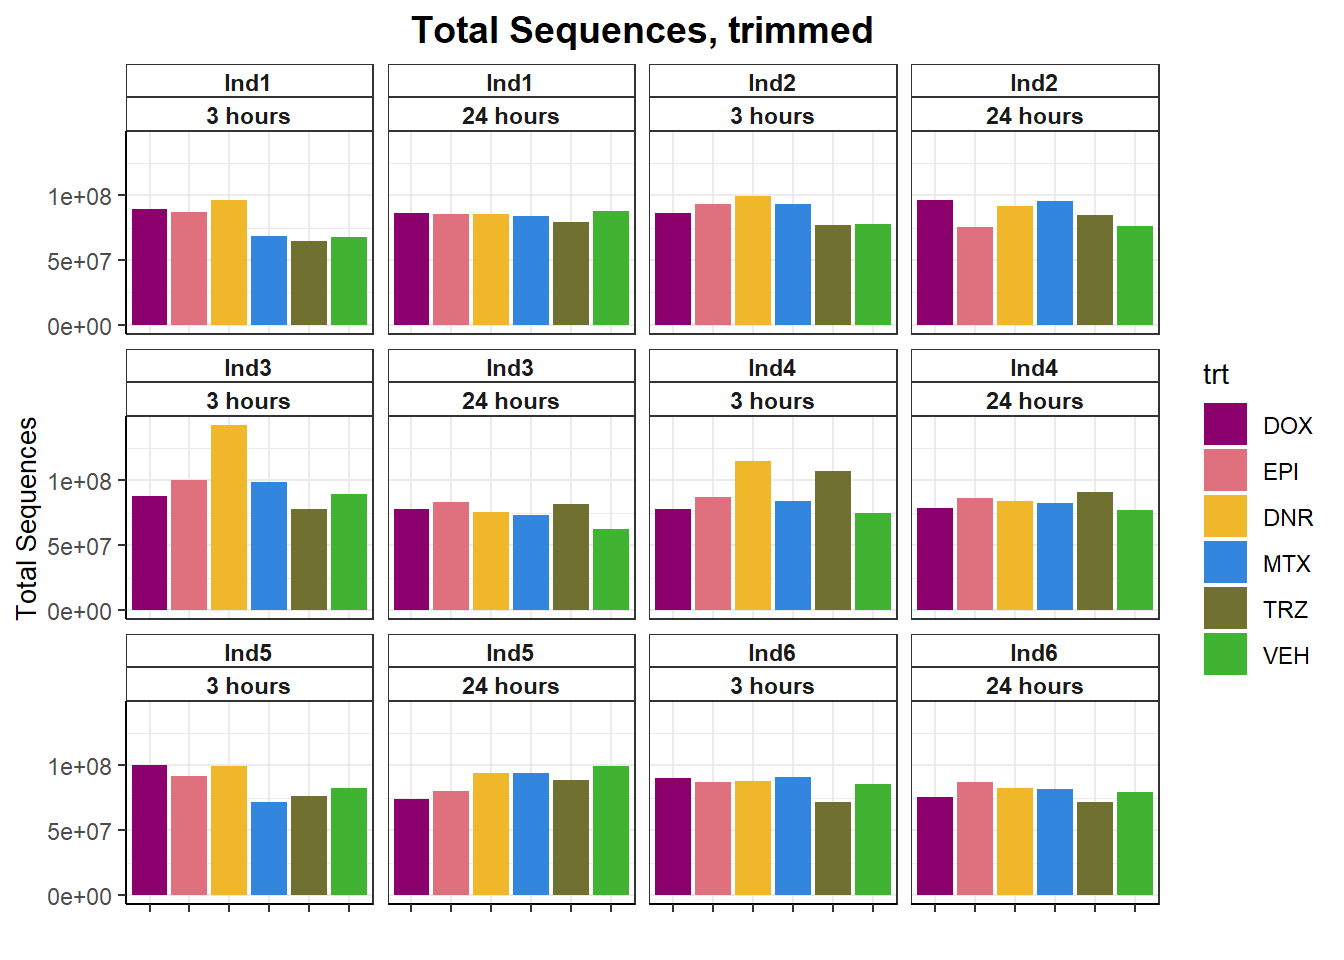 Total Sequences, trimmed
Ind1
3 hours
Ind1
24 hours
Ind2
3 hours
Ind2
24 hours
1e+08
5e+07
0e+00
Ind3
3 hours
Ind3
24 hours
Ind4
3 hours
Ind4
24 hours
1e+08
5e+07
0e+00
Ind5
3 hours
Ind5
24 hours
Ind6
3 hours
Ind6
24 hours
1e+08
5e+07
0e+00
Total Sequences
trt
DOX
EPI
DNR
MTX
TRZ
VEH